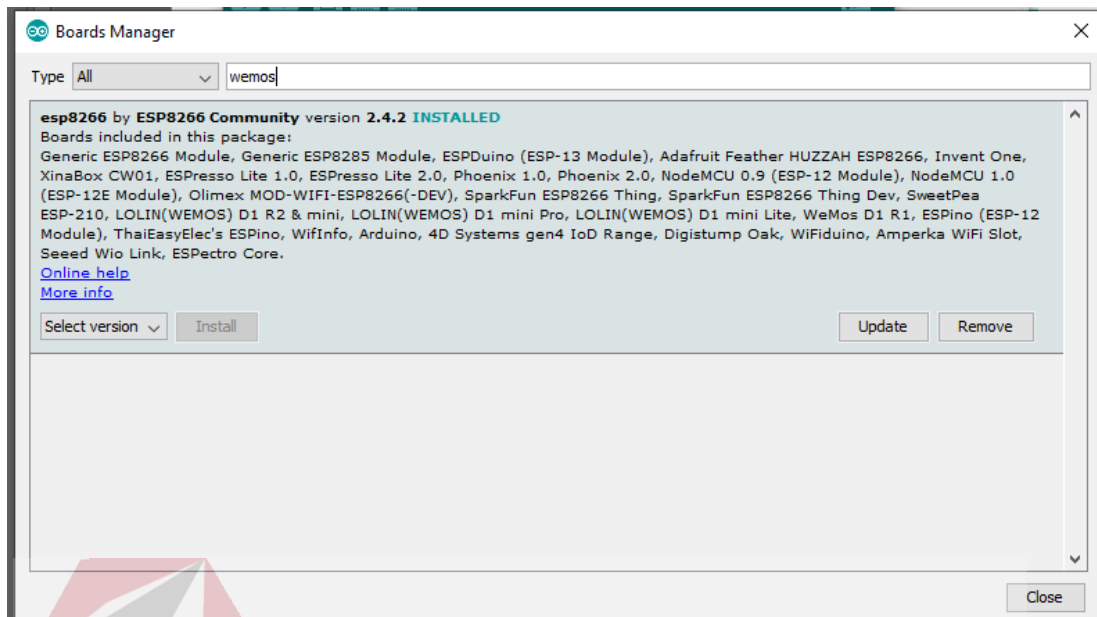 Boards Manager
Type All wemos
esp8266 by ESP8266 Community version 2.4.2 INSTALLED
Boards included in this package:
Generic ESP8266 Module, Generic ESP8285 Module, ESPDuino (ESP-13 Module), Adafruit Feather HUZZAH ESP8266, Invent One,
XinaBox CW01, ESPresso Lite 1.0, ESPresso Lite 2.0, Phoenix 1.0, Phoenix 2.0, NodeMCU 0.9 (ESP-12 Module), NodeMCU 1.0
(ESP-12E Module), Olimex MOD-WIFI-ESP8266(-DEV), SparkFun ESP8266 Thing, SparkFun ESP8266 Thing Dev, SweetPea
ESP-210, LOLIN(WEMOS) D1 R2 & mini, LOLIN(WEMOS) D1 mini Pro, LOLIN(WEMOS) D1 mini Lite, WeMos D1 R1, ESPino (ESP-12
Module), ThaiEasyElec's ESPino, WifInfo, Arduino, 4D Systems gen4 IoD Range, Digistump Oak, WiFiduino, Amperka WiFi Slot,
Seeed Wio Link, ESPectro Core.
Online help
More info
Select version Install Update Remove
Close